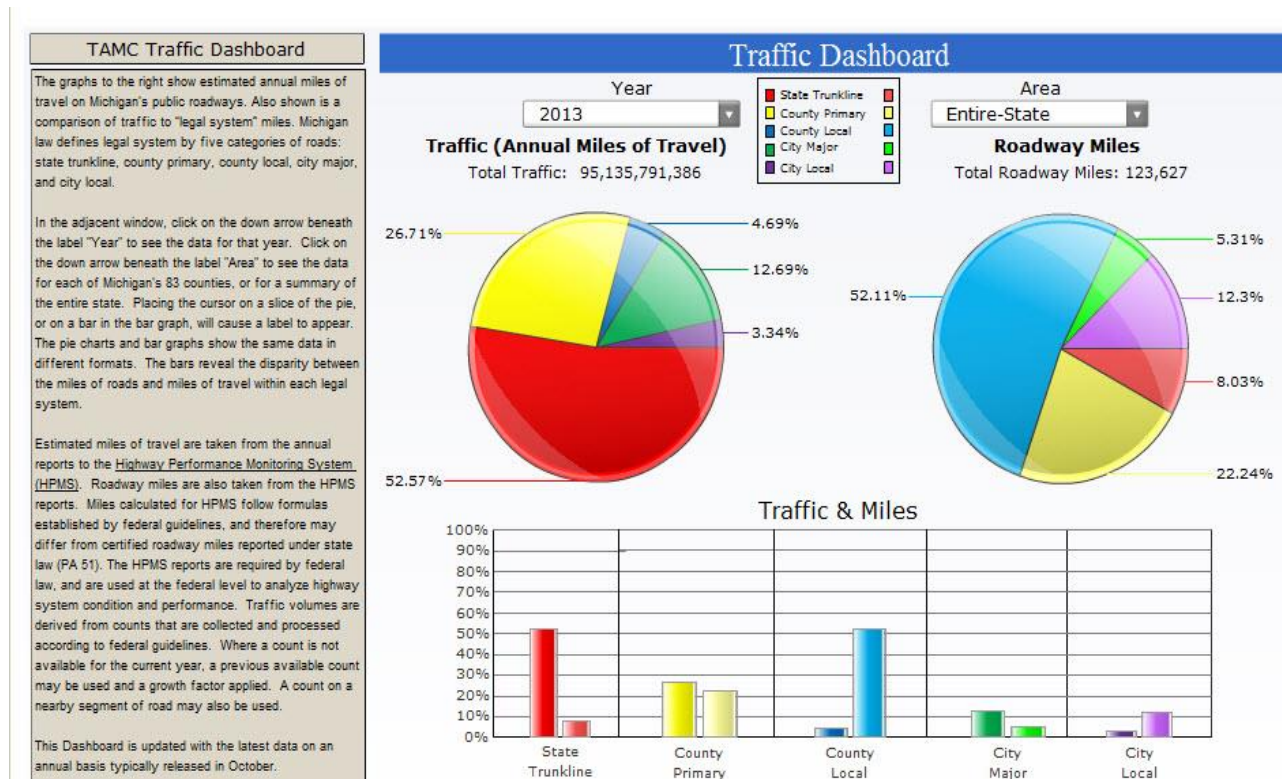 TAMC Traffic Dashboard
The graphs to the right show estimated annual miles of
travel on Michigan's public roadways. Also shown is a
comparison of traffic to "legal system" miles. Michigan
law defines legal system by five categories of roads:
state trunkline, county primary, county local, city major,
and city local.
In the adjacent window, click on the down arrow beneath
the label "Year" to see the data for that year. Click on
the down arrow beneath the label "Area" to see the data
for each of Michigan's 83 counties, or for a summary of
the entire state. Placing the cursor on a slice of the pie,
or on a bar in the bar graph, will cause a label to appear.
The pie charts and bar graphs show the same data in
different formats. The bars reveal the disparity between
the miles of roads and miles of travel within each legal
system.
Estimated miles of travel are taken from the annual
reports to the Highway Performance Monitoring System
(HPMS). Roadway miles are also taken from the HPMS
reports. Miles calculated for HPMS follow formulas
established by federal guidelines, and therefore may
differ from certified roadway miles reported under state
law (PA 51). The HPMS reports are required by federal
law, and are used at the federal level to analyze highway
system condition and performance. Traffic volumes are
derived from counts that are collected and processed
according to federal guidelines. Where a count is not
available for the current year, a previous available count
may be used and a growth factor applied. A count on a
nearby segment of road may also be used.
This Dashboard is updated with the latest data on an
annual basis typically released in October.
Traffic Dashboard
Year
2013
State Trunkline
County Primary
County Local
City Major
City Local
Area
Entire-State
Traffic (Annual Miles of Travel)
Total Traffic: 95,135,791,386
Roadway Miles
Total Roadway Miles: 123,627
26.71%
4.69%
12.69%
3.34%
52.57%
52.11%
5.31%
12.3%
8.03%
22.24%
Traffic & Miles
100%
90%
80%
70%
60%
50%
40%
30%
20%
10%
0%
State
Trunkline
County
Primary
County
Local
City
Major
City
Local